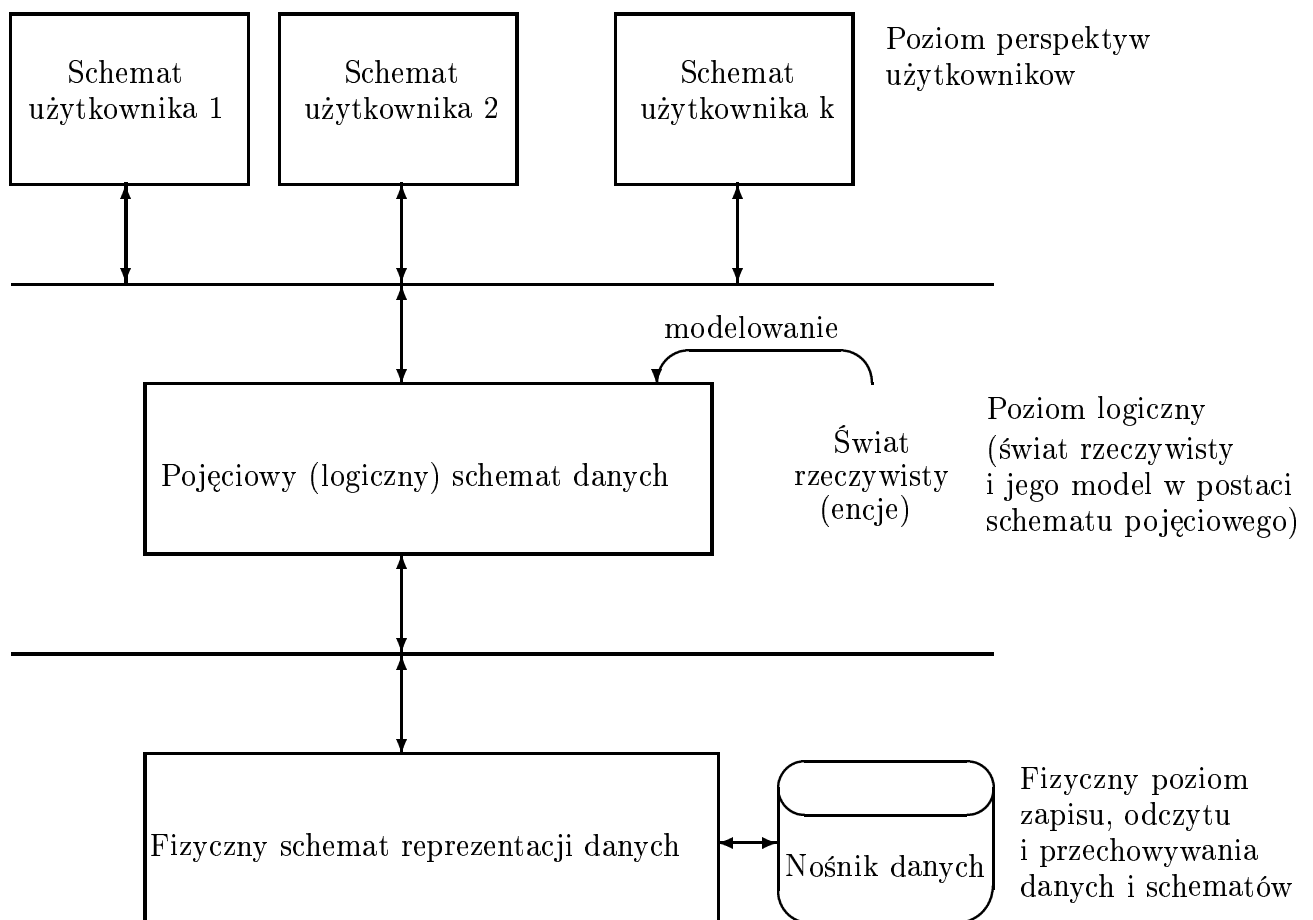 Schemat
użytkownika 1
Schemat
użytkownika 2
Schemat
użytkownika k
Poziom perspektyw
użytkownikow
modelowanie
Pojęciowy (logiczny) schemat danych
Świat
rzeczywisty
(encje)
Poziom logiczny
(świat rzeczywisty
i jego model w postaci
schematu pojęciowego)
Fizyczny schemat reprezentacji danych
Nośnik danych
Fizyczny poziom
zapisu, odczytu
i przechowywania
danych i schematów